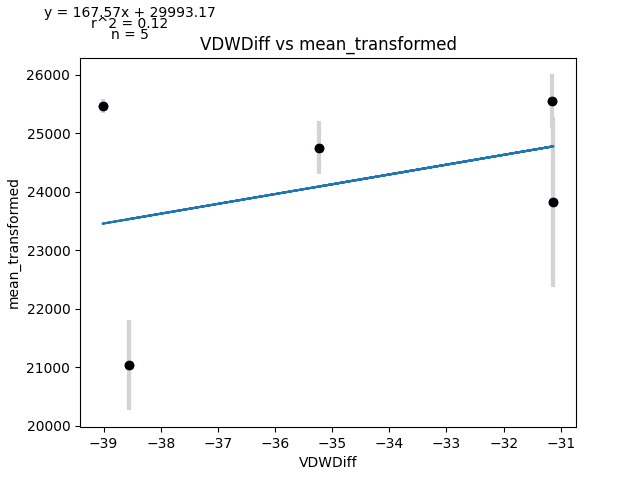 y = 167.57x + 29993.17
r^2 = 0.12
n = 5
VDWDiff vs mean_transformed
26000
25000
24000
23000
22000
21000
20000
mean_transformed
−39 −38 −37 −36 −35 −34 −33 −32 −31
VDWDiff